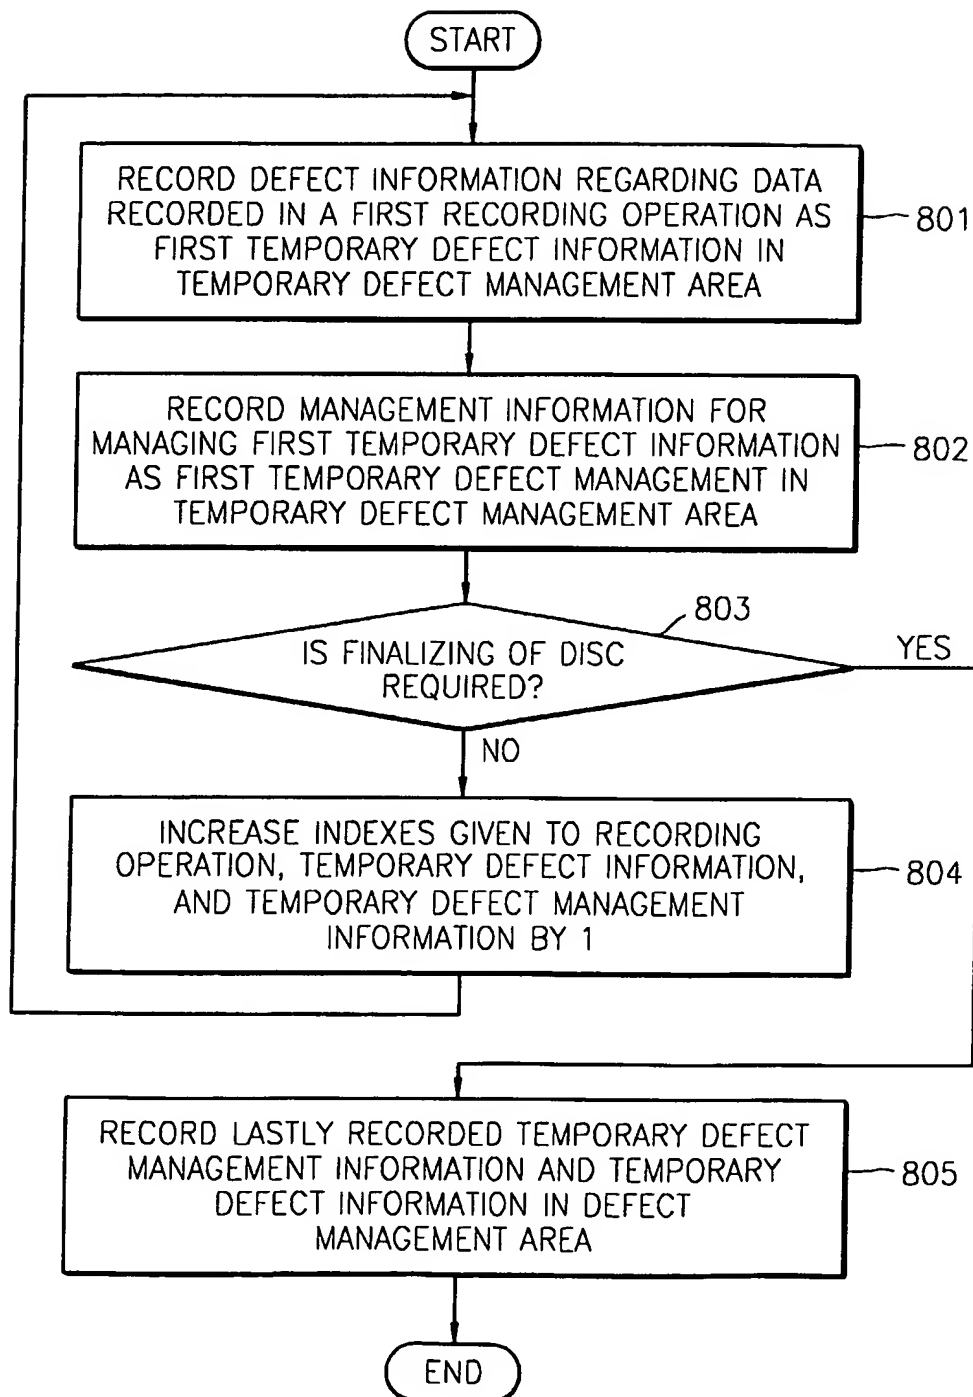 START
RECORD DEFECT INFORMATION REGARDING DATA
RECORDED IN A FIRST RECORDING OPERATION AS
FIRST TEMPORARY DEFECT INFORMATION IN
TEMPORARY DEFECT MANAGEMENT AREA
801
RECORD MANAGEMENT INFORMATION FOR
MANAGING FIRST TEMPORARY DEFECT INFORMATION
AS FIRST TEMPORARY DEFECT MANAGEMENT IN
TEMPORARY DEFECT MANAGEMENT AREA
802
803
IS FINALIZING OF DISC
REQUIRED?
YES
NO
INCREASE INDEXES GIVEN TO RECORDING
OPERATION, TEMPORARY DEFECT INFORMATION,
AND TEMPORARY DEFECT MANAGEMENT
INFORMATION BY 1
804
RECORD LASTLY RECORDED TEMPORARY DEFECT
MANAGEMENT INFORMATION AND TEMPORARY
DEFECT INFORMATION IN DEFECT
MANAGEMENT AREA
805
END